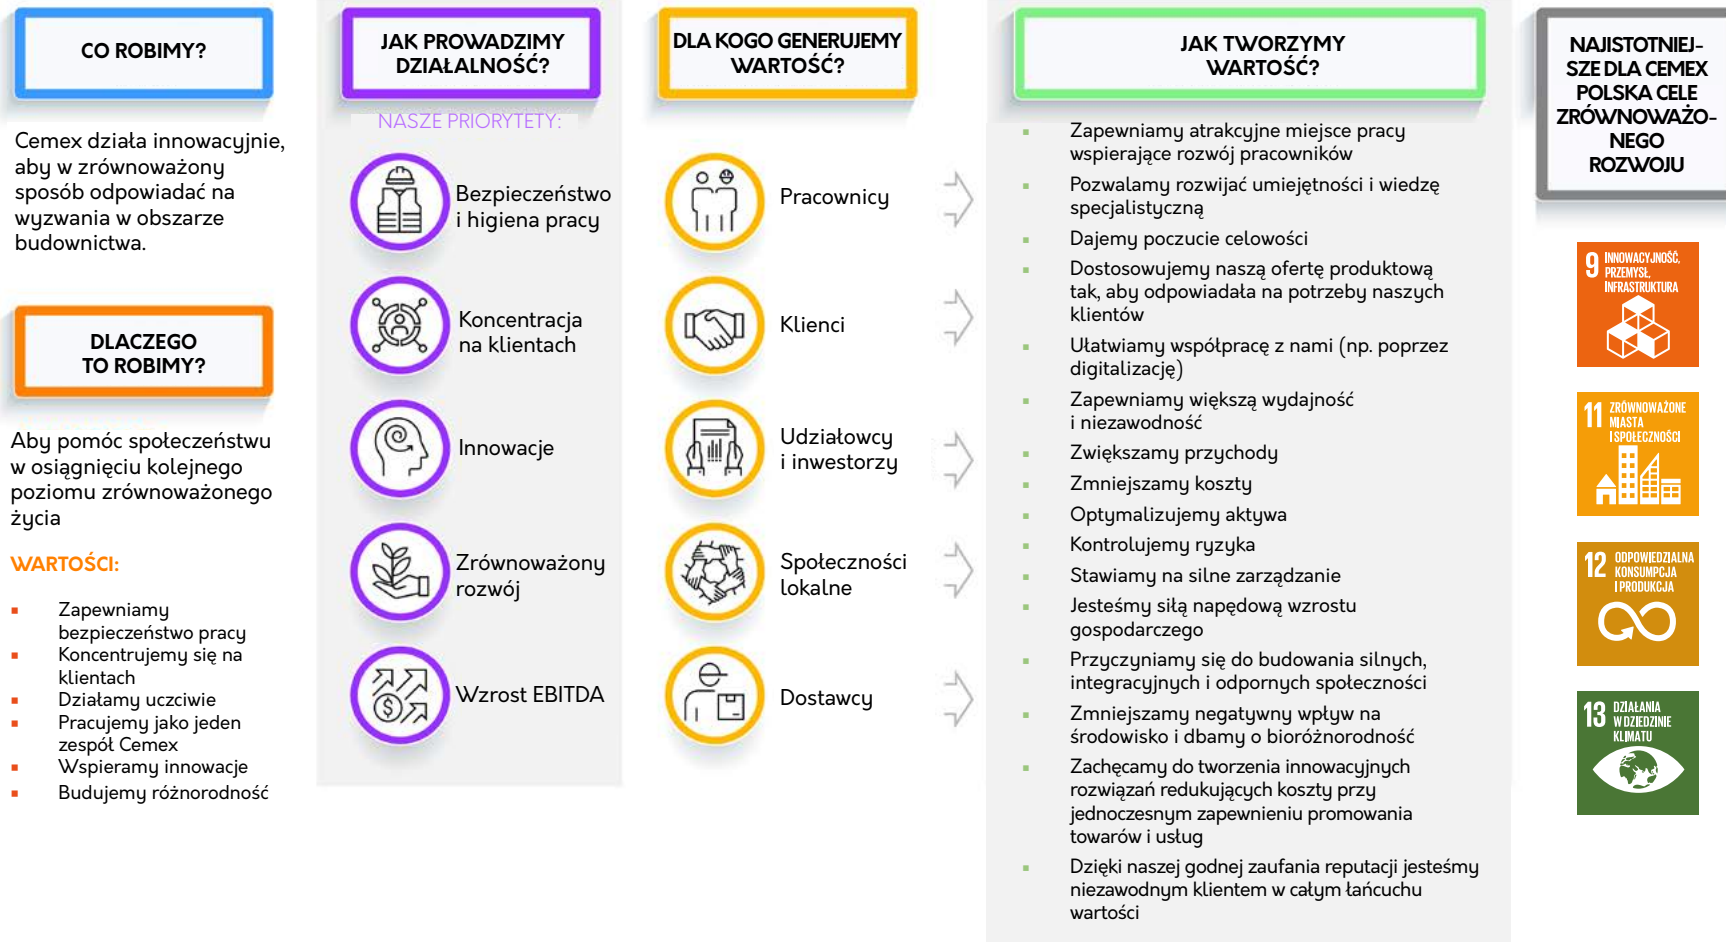 CO ROBIMY?
Cemex działa innowacyjnie,
aby w zrównoważony
sposób odpowiadać na
wyzwania w obszarze
budownictwa.
DLACZEGO
TO ROBIMY?
Aby pomóc społeczeństwu
w osiągnięciu kolejnego
poziomu zrównoważonego
życia
WARTOŚCI:
Zapewniamy
bezpieczeństwo pracy
Koncentrujemy się na
klientach
Działamy uczciwie
Pracujemy jako jeden
zespół Cemex
Wspieramy innowacje
Budujemy różnorodność
JAK PROWADZIMY
DZIAŁALNOŚĆ?
NASZE PRIORYTETY:
Bezpieczeństwo
i higiena pracy
Koncentracja
na klientach
Innowacje
Zrównoważony
rozwój
Wzrost EBITDA
DLA KOGO GENERUJEMY
WARTOŚĆ?
Pracownicy
Klienci
Udziałowcy
i inwestorzy
Społeczności
lokalne
Dostawcy
JAK TWORZYMY
WARTOŚĆ?
Zapewniamy atrakcyjne miejsce pracy
wspierające rozwój pracowników
Pozwalamy rozwijać umiejętności i wiedzę
specjalistyczną
Dajemy poczucie celowości
Dostosowujemy naszą ofertę produktową
tak, aby odpowiadała na potrzeby naszych
klientów
Ułatwiamy współpracę z nami (np. poprzez
digitalizację)
Zapewniamy większą wydajność
i niezawodność
Zwiększamy przychody
Zmniejszamy koszty
Optymalizujemy aktywa
Kontrolujemy ryzyka
Stawiamy na silne zarządzanie
Jesteśmy siłą napędową wzrostu
gospodarczego
Przyczyniamy się do budowania silnych,
integracyjnych i odpornych społeczności
Zmniejszamy negatywny wpływ na
środowisko i dbamy o bioróżnorodność
Zachęcamy do tworzenia innowacyjnych
rozwiązań redukujących koszty przy
jednoczesnym zapewnieniu promowania
towarów i usług
Dzięki naszej godnej zaufania reputacji jesteśmy
niezawodnym klientem w całym łańcuchu
wartości
NAJISTOTNIEJ-
SZE DLA CEMEX
POLSKA CELE
ZRÓWNOWAŻO-
NEGO
ROZWOJU
9 INNOWACYJNOŚĆ,
PRZEMYSŁ,
INFRASTRUKTURA
11 ZRÓWNOWAŻONE
MIASTA
I SPOŁECZNOŚCI
12 ODPOWIEDZIALNA
KONSUMPCJA
I PRODUKCJA
13 DZIAŁANIA
W DZIEDZINIE
KLIMATU